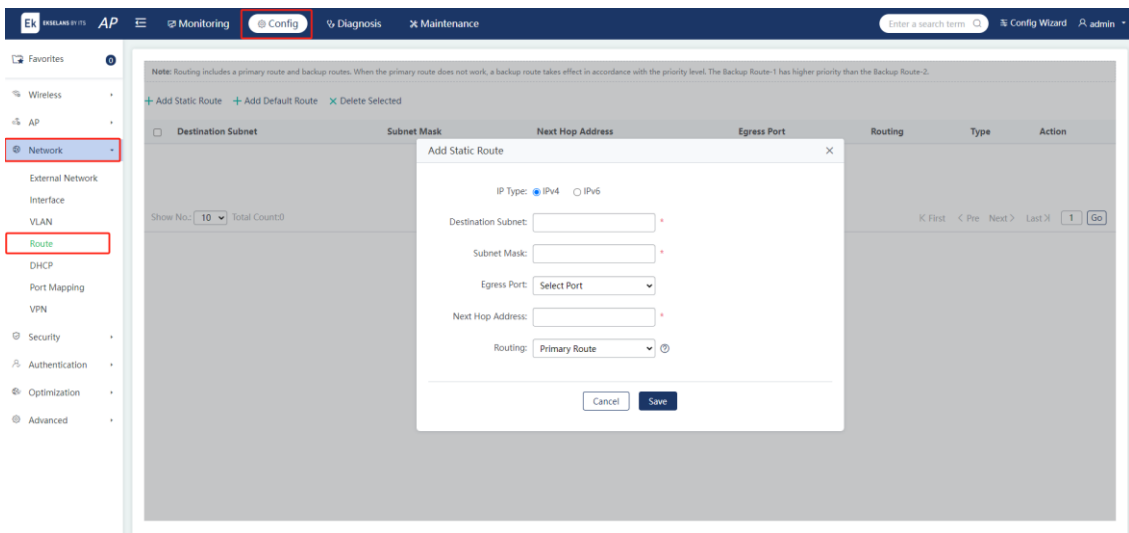 Ek EKSELANS BY ITS AP Monitoring Config Diagnosis Maintenance Enter a search term Config Wizard admin
Favorites 0
Wireless
AP
Network
External Network
Interface
VLAN
Route
DHCP
Port Mapping
VPN
Security
Authentication
Optimization
Advanced
Note: Routing includes a primary route and backup routes. When the primary route does not work, a backup route takes effect in accordance with the priority level. The Backup Route-1 has higher priority than the Backup Route-2.
+ Add Static Route + Add Default Route X Delete Selected
Destination Subnet Subnet Mask Next Hop Address Egress Port Routing Type Action
Show No.: 10 Total Count:0 First < Pre Next > Last 1 Go
Add Static Route ×
IP Type: IPv4 IPv6
Destination Subnet: *
Subnet Mask: *
Egress Port: Select Port
Next Hop Address: *
Routing: Primary Route ?
Cancel Save